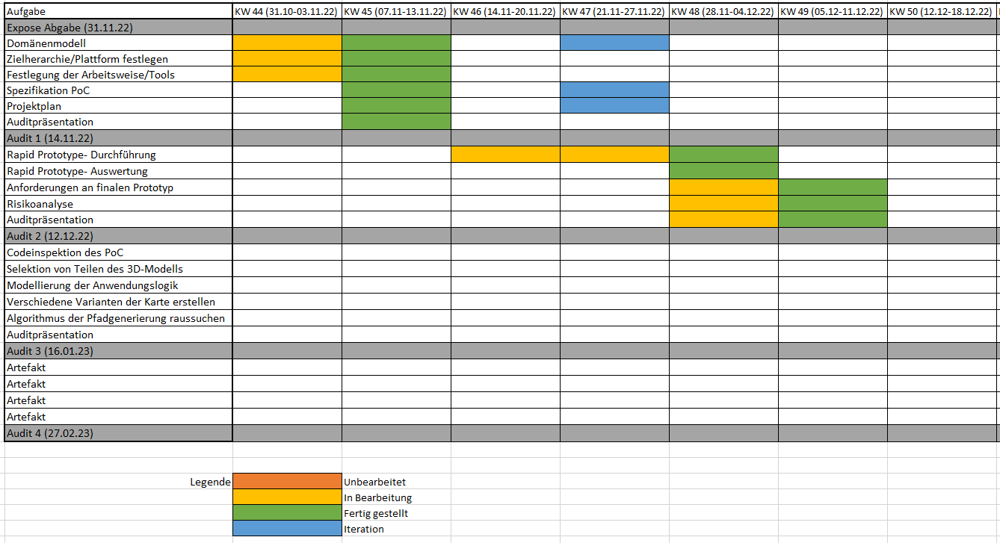 Aufgabe KW 44 (31.10-03.11.22) KW 45 (07.11-13.11.22) KW 46 (14.11-20.11.22) KW 47 (21.11-27.11.22) KW 48 (28.11-04.12.22) KW 49 (05.12-11.12.22) KW 50 (12.12-18.12.22)
Expose Abgabe (31.11.22)
Domänenmodell
Zielherarchie/Plattform festlegen
Festlegung der Arbeitsweise/Tools
Spezifikation PoC
Projektplan
Auditpräsentation
Audit 1 (14.11.22)
Rapid Prototype- Durchführung
Rapid Prototype- Auswertung
Anforderungen an finalen Prototyp
Risikoanalyse
Auditpräsentation
Audit 2 (12.12.22)
Codeinspektion des PoC
Selektion von Teilen des 3D-Modells
Modellierung der Anwendungslogik
Verschiedene Varianten der Karte erstellen
Algorithmus der Pfadgenerierung raussuchen
Auditpräsentation
Audit 3 (16.01.23)
Artefakt
Artefakt
Artefakt
Artefakt
Audit 4 (27.02.23)
Legende Unbearbeitet
In Bearbeitung
Fertig gestellt
Iteration